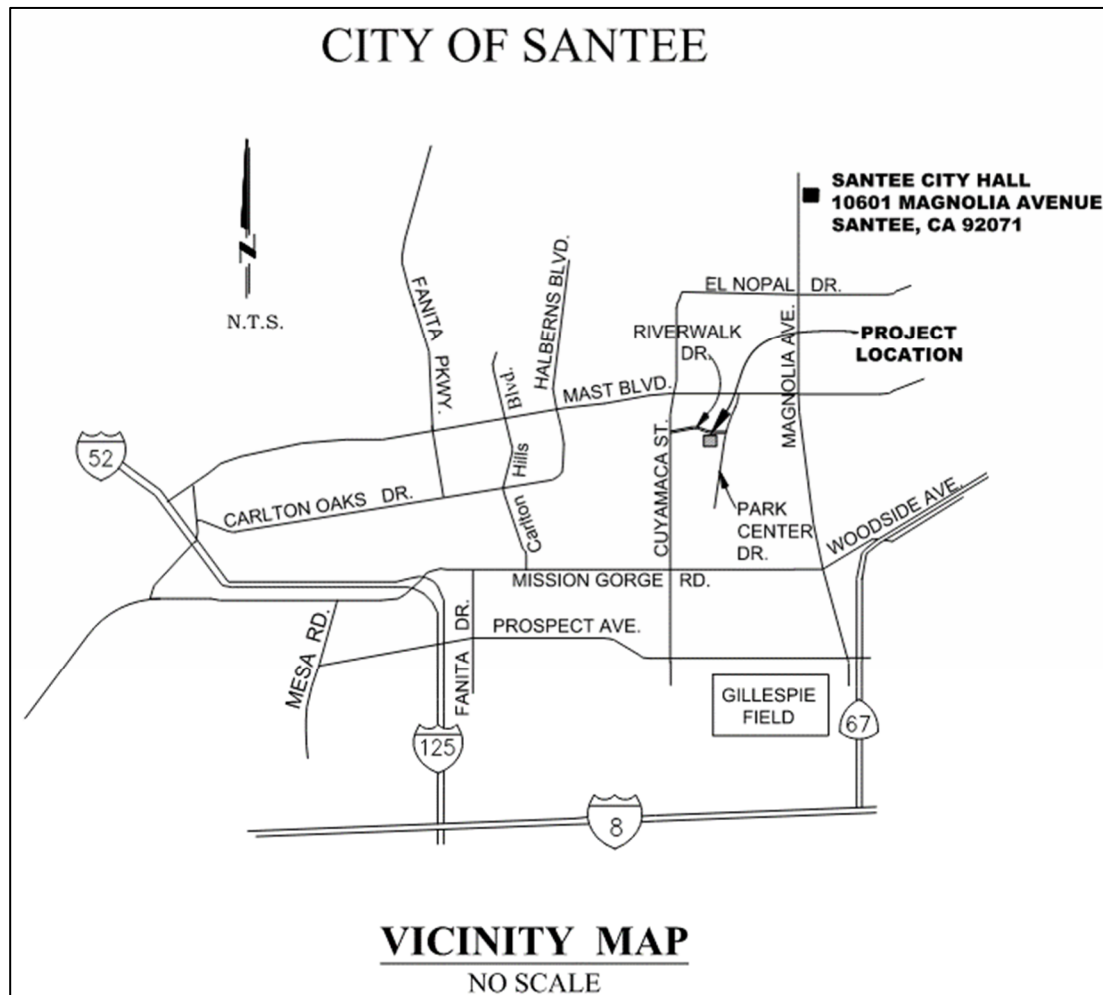 CITY OF SANTEE
SANTEE CITY HALL
10601 MAGNOLIA AVENUE
SANTEE, CA 92071
N
N.T.S.
FANITA PKWY.
Carlton Hills Blvd.
HALBERNS BLVD.
EL NOPAL DR.
RIVERWALK
DR.
MAGNOLIA AVE.
PROJECT
LOCATION
MAST BLVD.
52
CARLTON OAKS DR.
CUYAMACA ST.
PARK
CENTER
DR.
WOODSIDE AVE.
MISSION GORGE RD.
MESA RD.
FANITA DR.
PROSPECT AVE.
GILLESPIE
FIELD
67
125
8
VICINITY MAP
NO SCALE